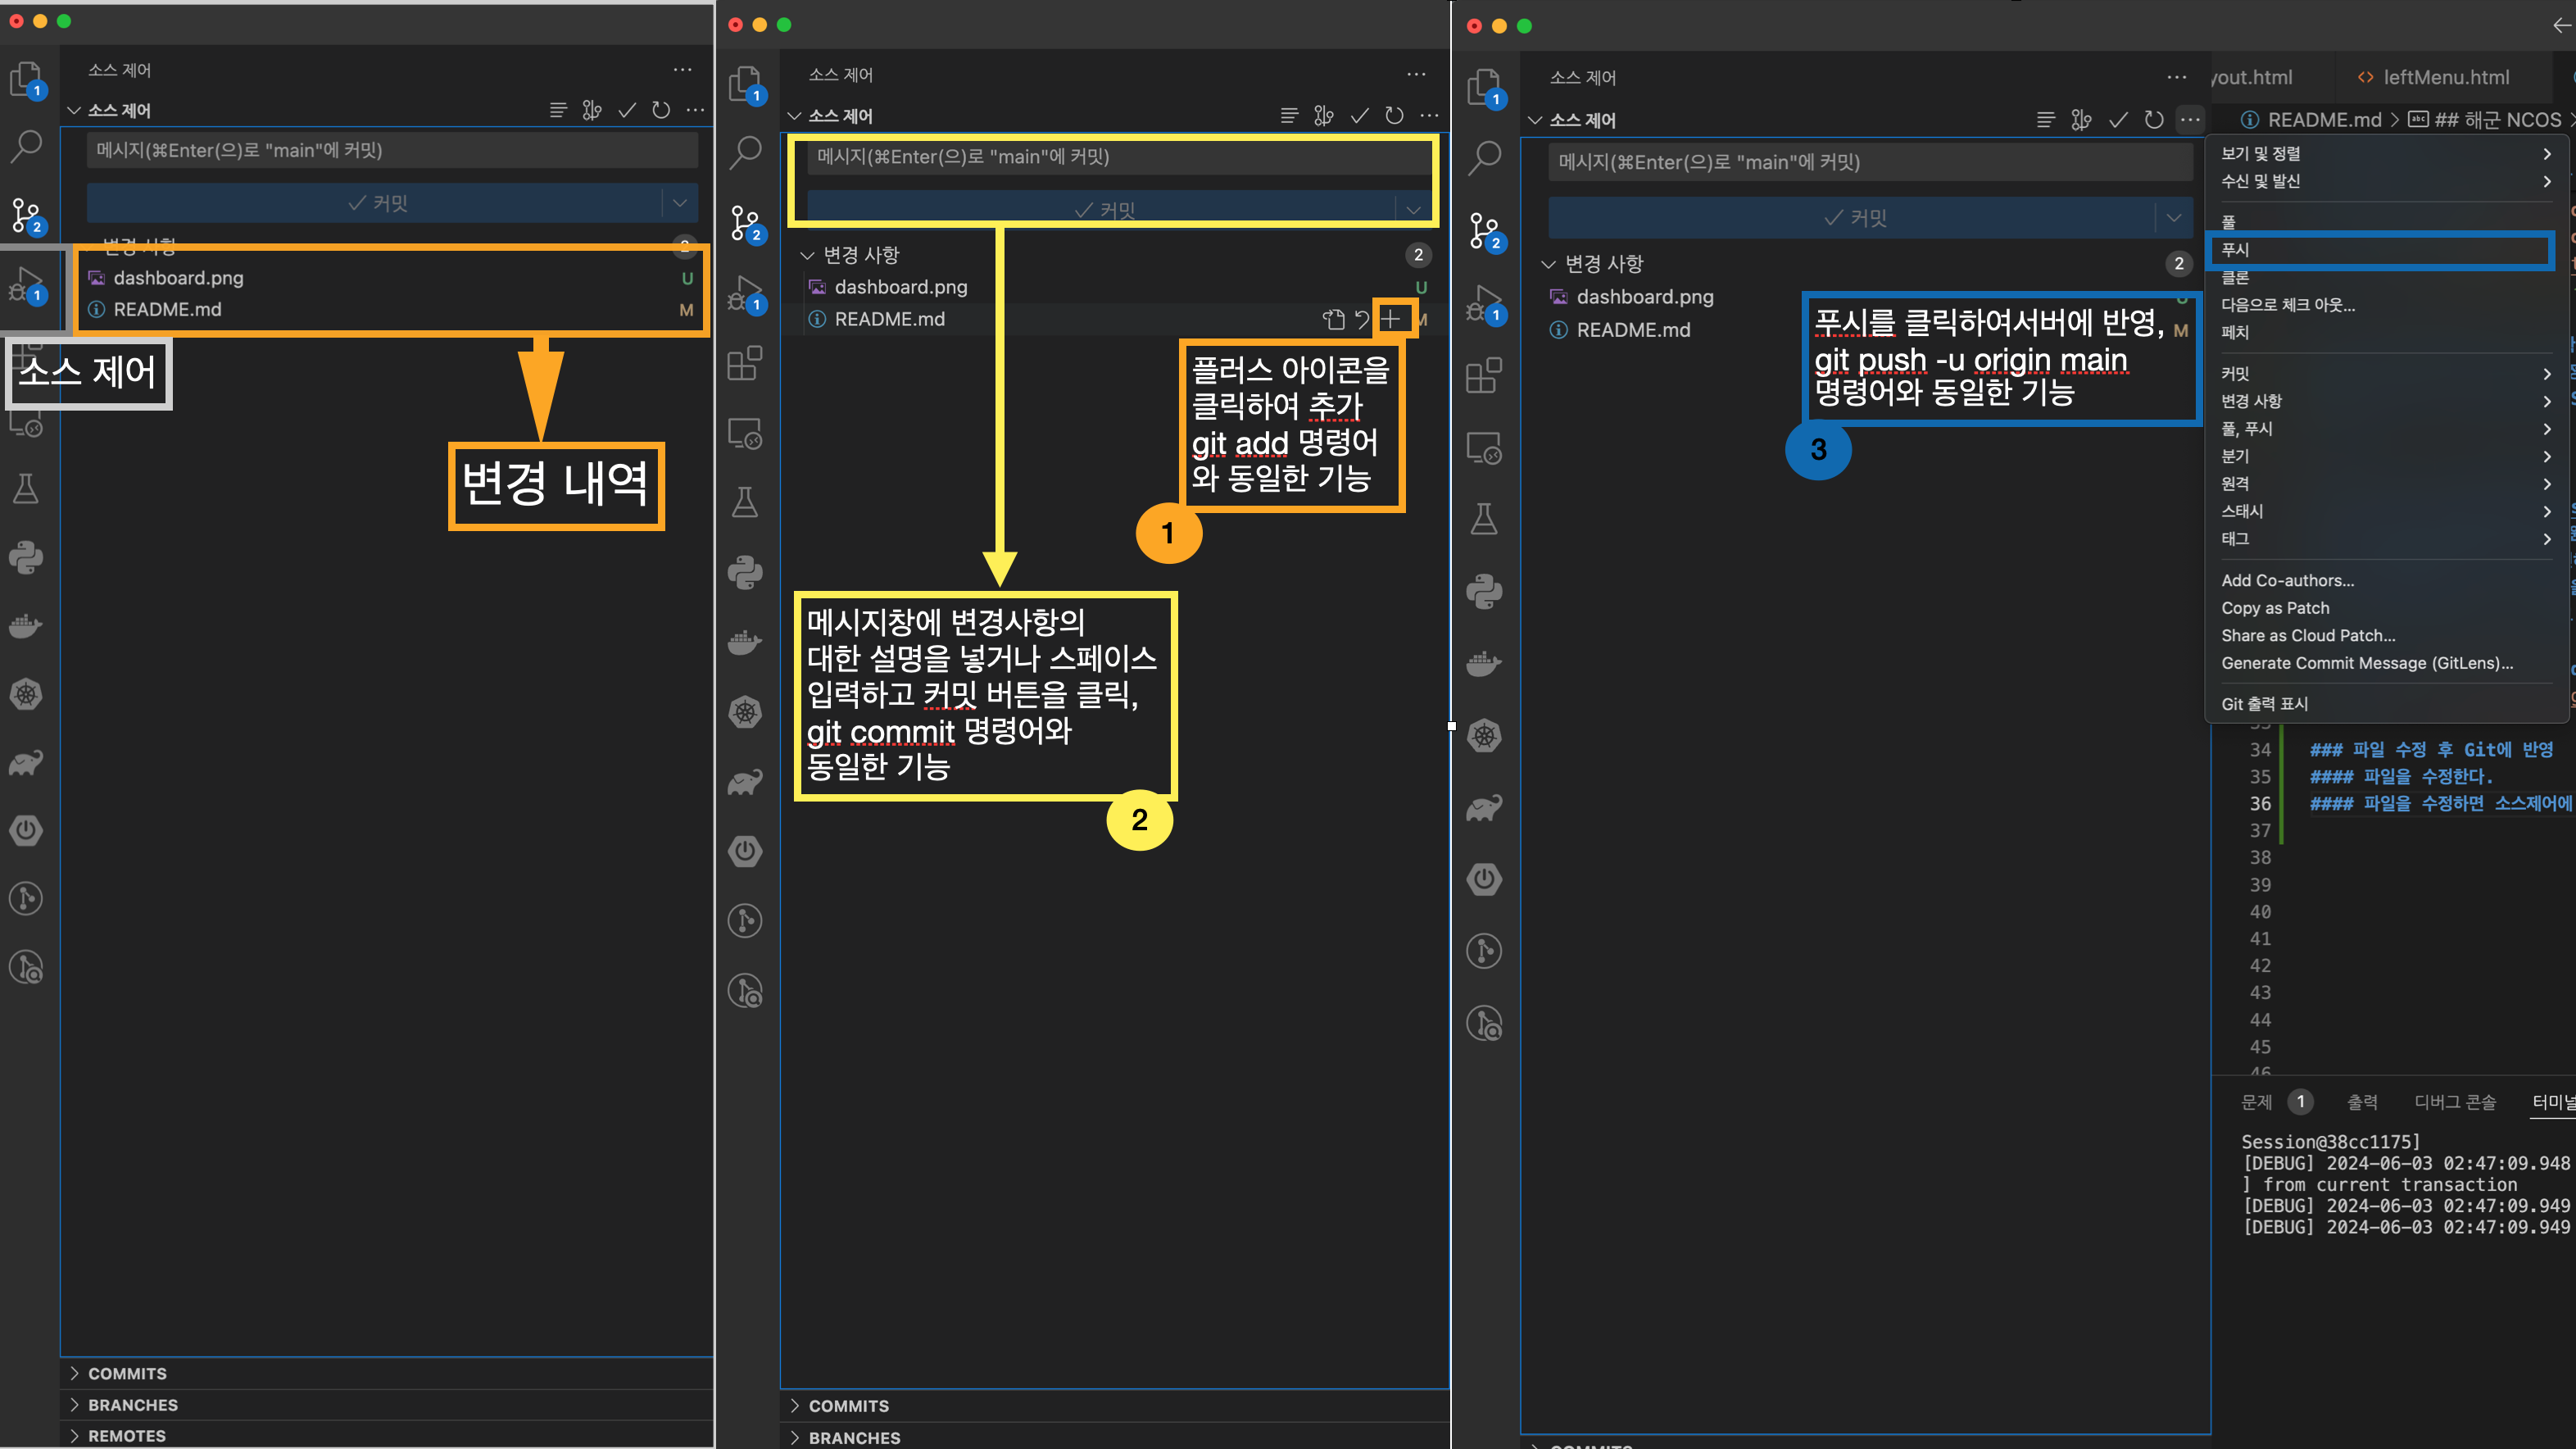 소스 제어
소스 제어
메시지(⌘Enter(으)로 "main"에 커밋)
커밋
변경 사항
2
dashboard.png
U
README.md
M
1
2
1
소스 제어
변경 내역
COMMITS
BRANCHES
REMOTES
소스 제어
소스 제어
메시지(⌘Enter(으)로 "main"에 커밋)
커밋
변경 사항
2
dashboard.png
U
README.md
M
1
2
1
플러스 아이콘을
클릭하여 추가
git add 명령어
와 동일한 기능
1
메시지창에 변경사항의
대한 설명을 넣거나 스페이스
입력하고 커밋 버튼을 클릭,
git commit 명령어와
동일한 기능
2
COMMITS
BRANCHES
소스 제어
소스 제어
메시지(⌘Enter(으)로 "main"에 커밋)
커밋
변경 사항
2
dashboard.png
U
README.md
M
1
2
1
푸시를 클릭하여서버에 반영,
git push -u origin main
명령어와 동일한 기능
3
COMMITS
yout.html
leftMenu.html
README.md > ## 해군 NCOS
보기 및 정렬
수신 및 발신
풀
푸시
클론
다음으로 체크 아웃...
페치
커밋
변경 사항
풀, 푸시
분기
원격
스태시
태그
Add Co-authors...
Copy as Patch
Share as Cloud Patch...
Generate Commit Message (GitLens)...
Git 출력 표시
33
34 ### 파일 수정 후 Git에 반영
35 #### 파일을 수정한다.
36 #### 파일을 수정하면 소스제어에
37
38
39
40
41
42
43
44
45
46
문제 1 출력 디버그 콘솔 터미널
Session@38cc1175]
[DEBUG] 2024-06-03 02:47:09.948
] from current transaction
[DEBUG] 2024-06-03 02:47:09.949
[DEBUG] 2024-06-03 02:47:09.949